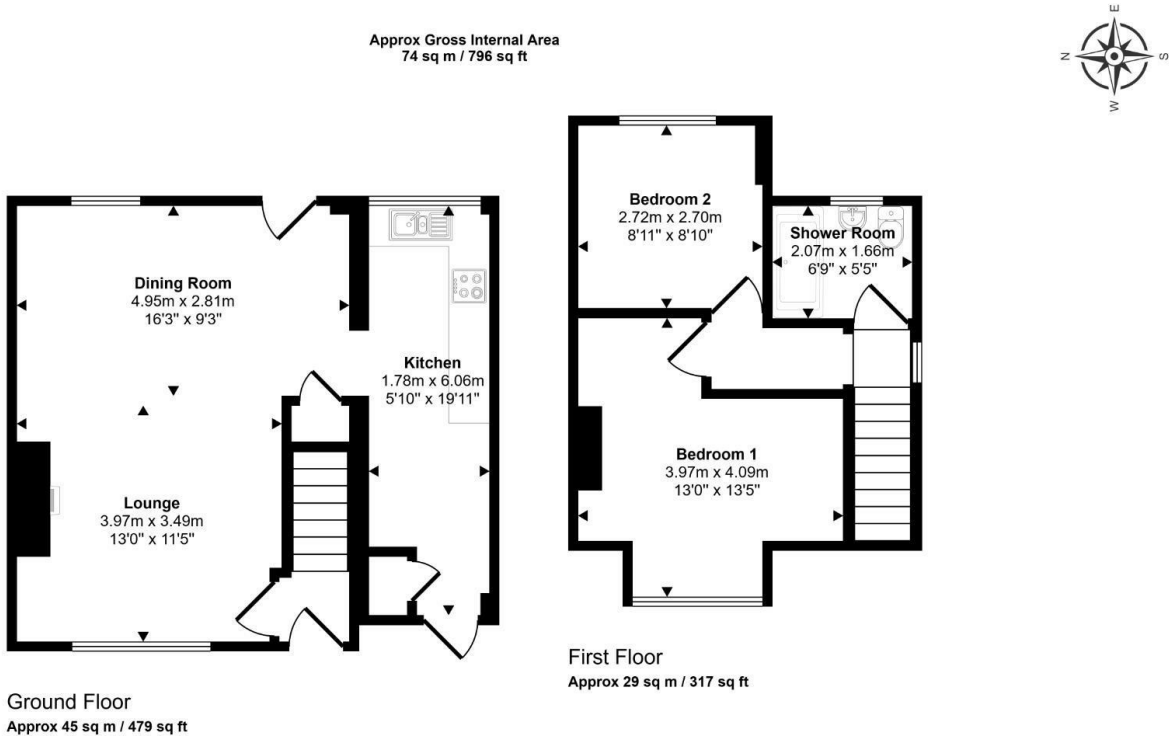 Approx Gross Internal Area
74 sq m / 796 sq ft
E
N
S
W
Bedroom 2
2.72m x 2.70m
8'11" x 8'10"
Shower Room
2.07m x 1.66m
6'9" x 5'5"
Dining Room
4.95m x 2.81m
16'3" x 9'3"
Kitchen
1.78m x 6.06m
5'10" x 19'11"
Bedroom 1
3.97m x 4.09m
13'0" x 13'5"
Lounge
3.97m x 3.49m
13'0" x 11'5"
First Floor
Approx 29 sq m / 317 sq ft
Ground Floor
Approx 45 sq m / 479 sq ft